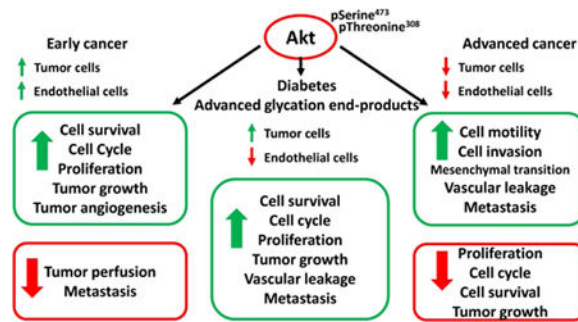 pSerine473
pThreonine308
Akt
Early cancer
Tumor cells
Endothelial cells
Cell survival
Cell Cycle
Proliferation
Tumor growth
Tumor angiogenesis
Tumor perfusion
Metastasis
Diabetes
Advanced glycation end-products
Tumor cells
Endothelial cells
Cell survival
Cell cycle
Proliferation
Tumor growth
Vascular leakage
Metastasis
Advanced cancer
Tumor cells
Endothelial cells
Cell motility
Cell invasion
Mesenchymal transition
Vascular leakage
Metastasis
Proliferation
Cell cycle
Cell survival
Tumor growth